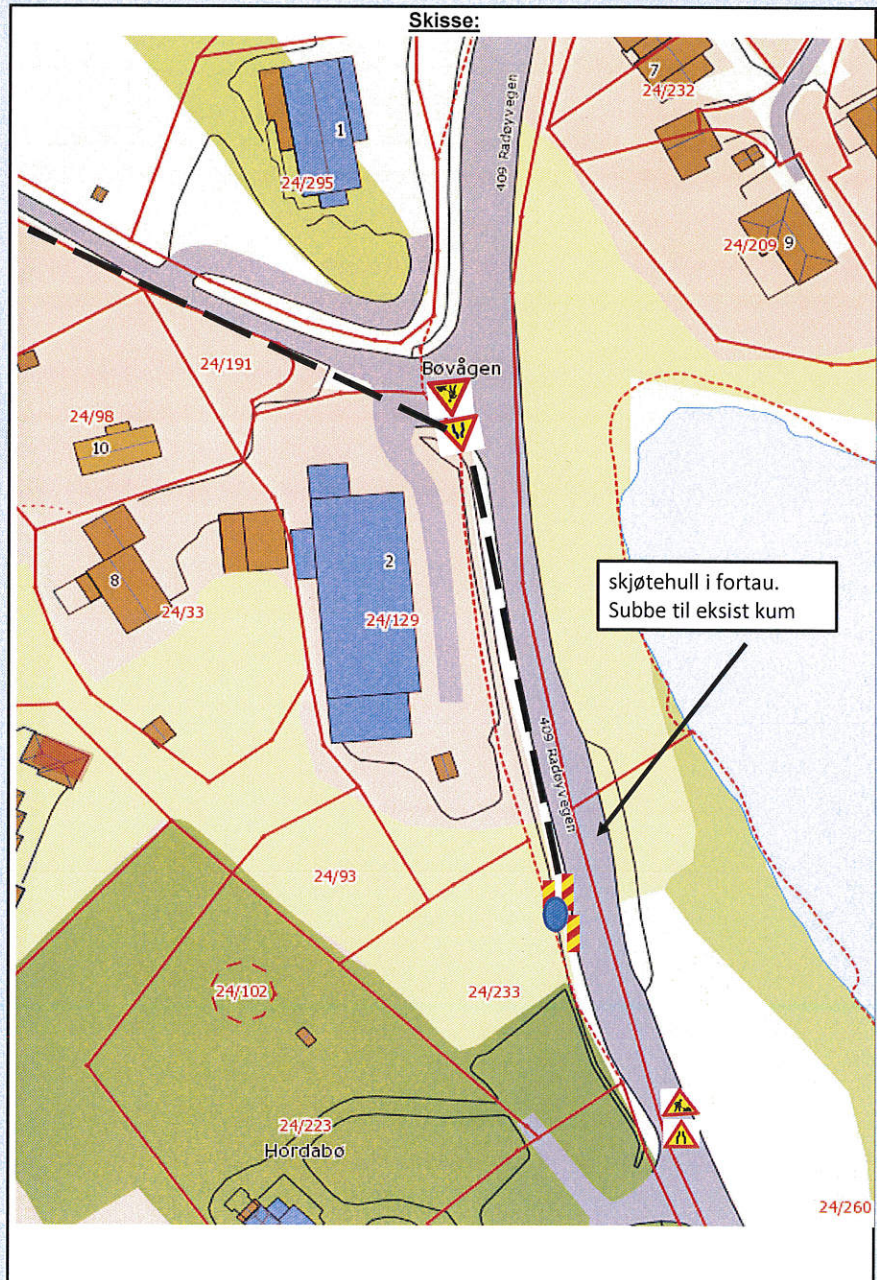 Skisse:
7
24/232
1
24/295
409 Radøyvegen
24/209
9
24/191
Bøvågen
24/98
10
2
8
24/33
24/129
skjøtehull i fortau.
Subbe til eksist kum
409 Radøyvegen
24/93
24/102
24/233
24/223
Hordabø
24/260